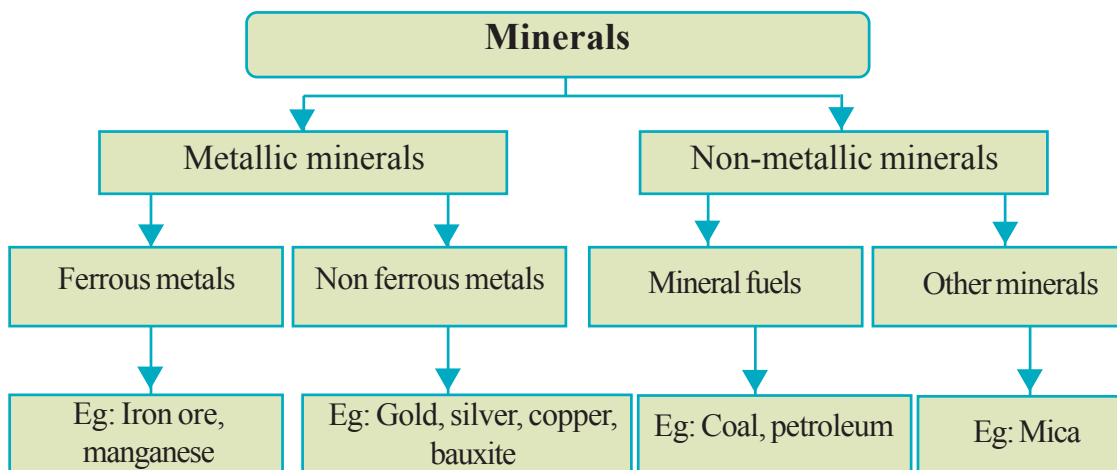 Minerals
Metallic minerals
Non-metallic minerals
Ferrous metals
Non ferrous metals
Mineral fuels
Other minerals
Eg: Iron ore,
manganese
Eg: Gold, silver, copper,
bauxite
Eg: Coal, petroleum
Eg: Mica